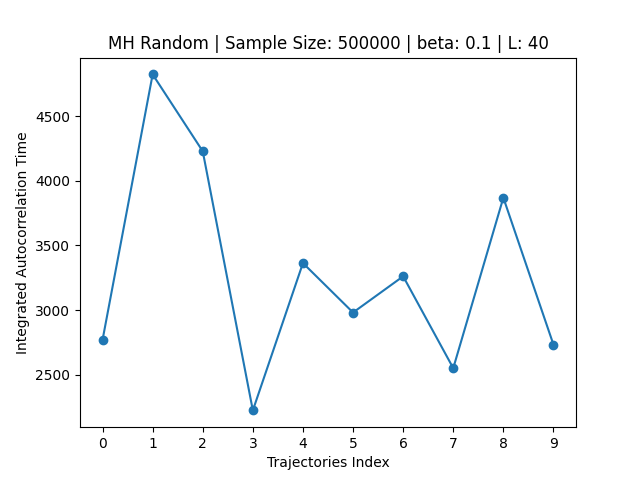 MH Random | Sample Size: 500000 | beta: 0.1 | L: 40
Integrated Autocorrelation Time
4500
4000
3500
3000
2500
0 1 2 3 4 5 6 7 8 9
Trajectories Index